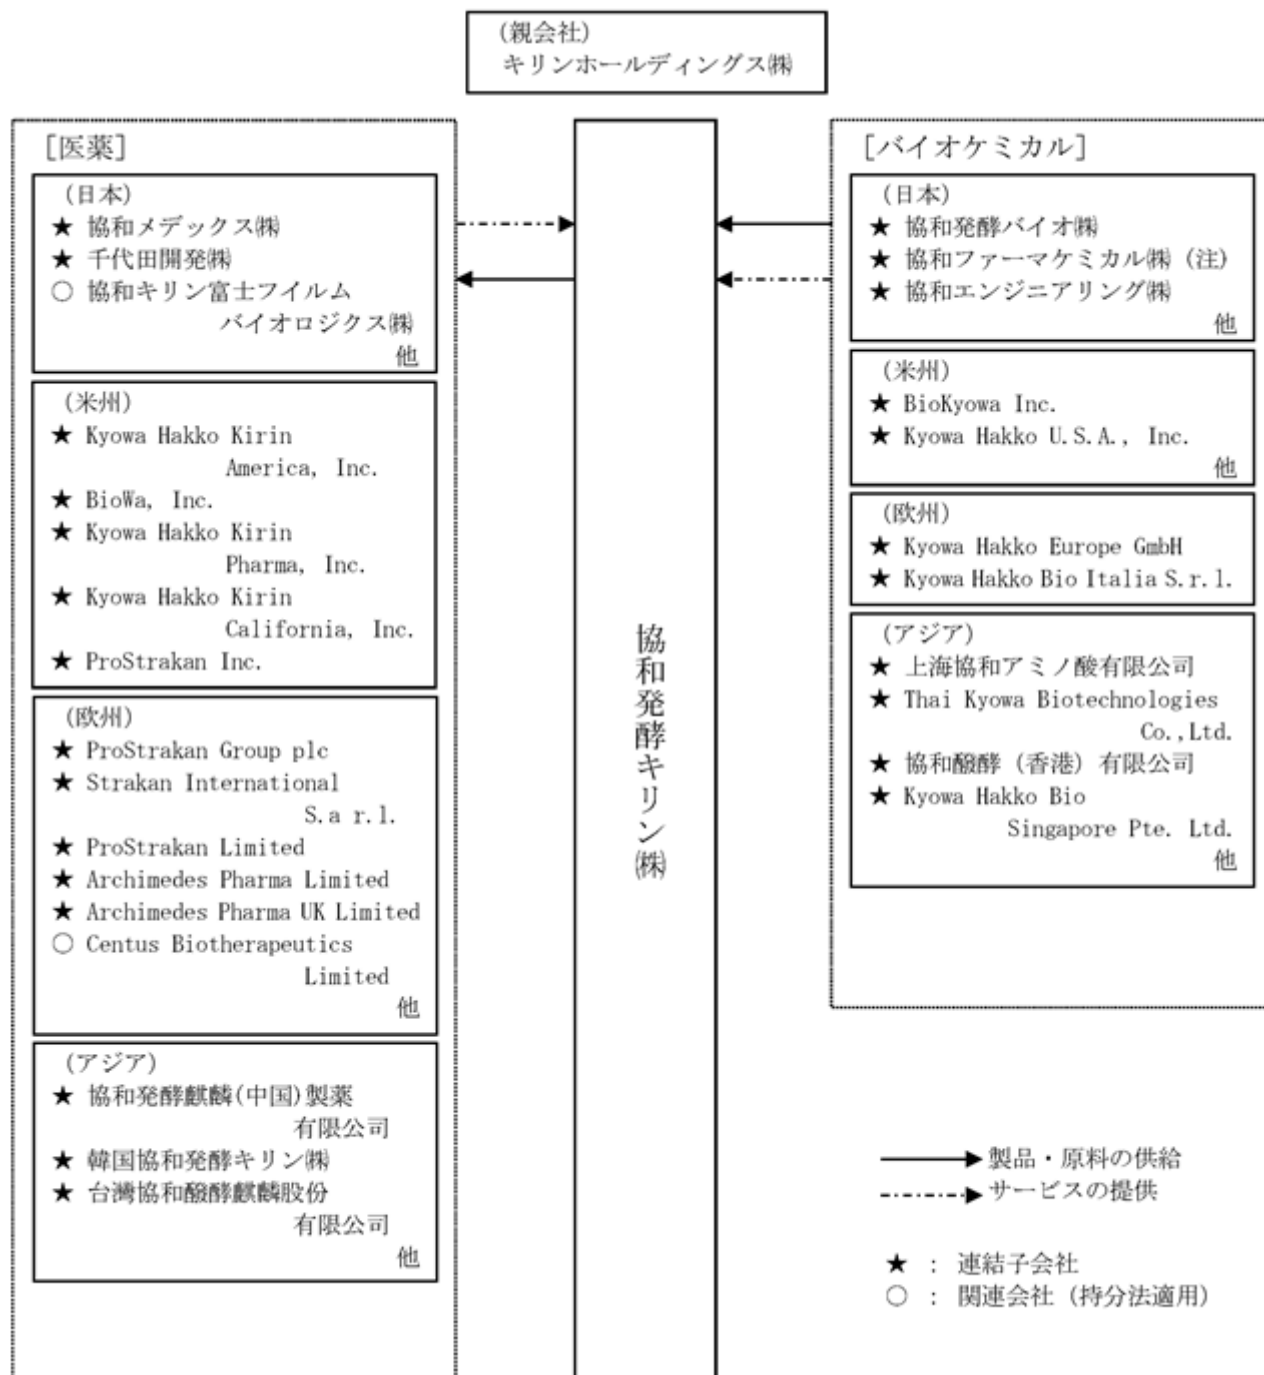 (親会社)
キリンホールディングス㈱
[医薬]
(日本)
★ 協和メデックス㈱
★ 千代田開発㈱
○ 協和キリン富士フイルム
バイオロジクス㈱
他
(米州)
★ Kyowa Hakko Kirin
America, Inc.
★ BioWa, Inc.
★ Kyowa Hakko Kirin
Pharma, Inc.
★ Kyowa Hakko Kirin
California, Inc.
★ ProStrakan Inc.
(欧州)
★ ProStrakan Group plc
★ Strakan International
S.a r.l.
★ ProStrakan Limited
★ Archimedes Pharma Limited
★ Archimedes Pharma UK Limited
○ Centus Biotherapeutics
Limited
他
(アジア)
★ 協和発酵麒麟(中国)製薬
有限公司
★ 韓国協和発酵キリン㈱
★ 台灣協和醱酵麒麟股份
有限公司
他
協和発酵キリン㈱
[バイオケミカル]
(日本)
★ 協和発酵バイオ㈱
★ 協和ファーマケミカル㈱ (注)
★ 協和エンジニアリング㈱
他
(米州)
★ BioKyowa Inc.
★ Kyowa Hakko U.S.A., Inc.
他
(欧州)
★ Kyowa Hakko Europe GmbH
★ Kyowa Hakko Bio Italia S.r.l.
(アジア)
★ 上海協和アミノ酸有限公司
★ Thai Kyowa Biotechnologies
Co.,Ltd.
★ 協和醱酵 (香港) 有限公司
★ Kyowa Hakko Bio
Singapore Pte. Ltd.
他
製品・原料の供給
サービスの提供
★ : 連結子会社
○ : 関連会社 (持分法適用)